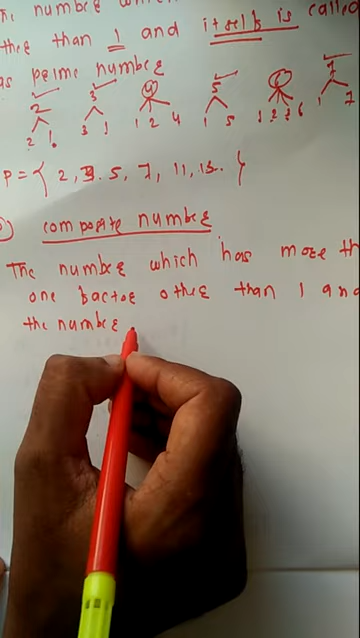 number which
than 1 and itself is called
as prime number
2 3 4 5 6 7
2 1 3 1 1 2 4 1 5 1 2 3 6 1 7
P = { 2, 3. 5, 7, 11, 13.. }
composite number
The number which has more th
one factor other than 1 and
the number.